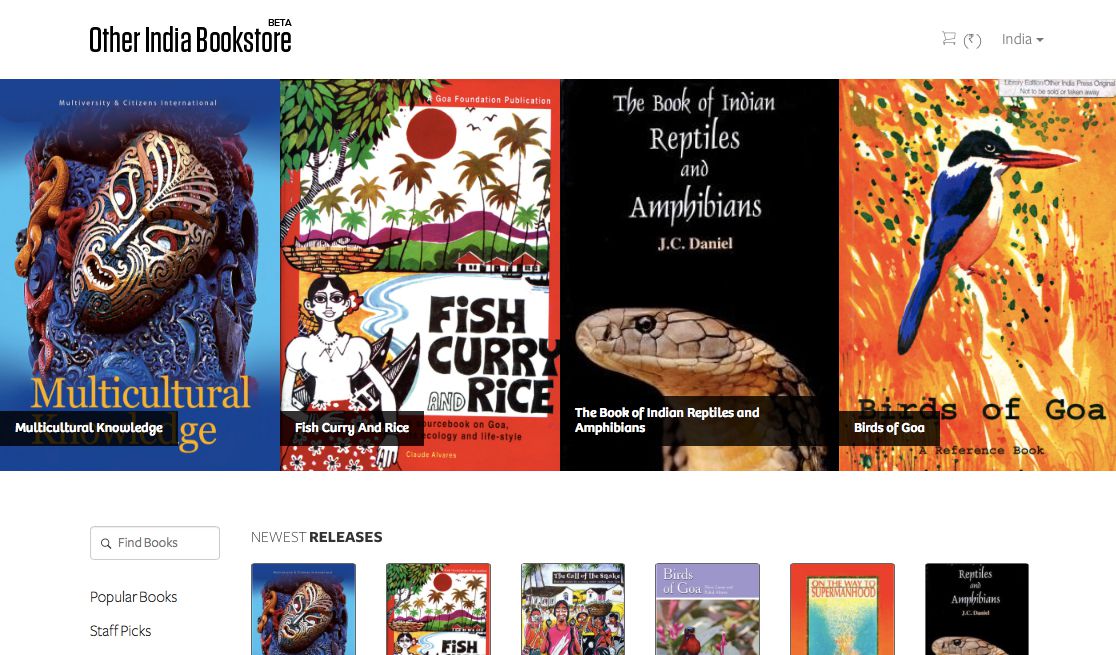 BETA
Other India Bookstore
(₹)
India
Multiversity & Citizens International
Multicultural
Knowledge
Multicultural Knowledge
A Goa Foundation Publication
FISH
CURRY
AND RICE
sourcebook on Goa,
ecology and life-style
Claude Alvares
Fish Curry And Rice
The Book of Indian
Reptiles
and
Amphibians
J.C. Daniel
The Book of Indian Reptiles and
Amphibians
Library Edition/Other India Press Original
Not to be sold or taken away
Birds of Goa
A Reference Book
Birds of Goa
Find Books
Popular Books
Staff Picks
NEWEST RELEASES
FISH
The Call of the Snake
Birds
of Goa
ON THE WAY TO
SUPERMANHOOD
Reptiles
and
Amphibians
J.C. Daniel